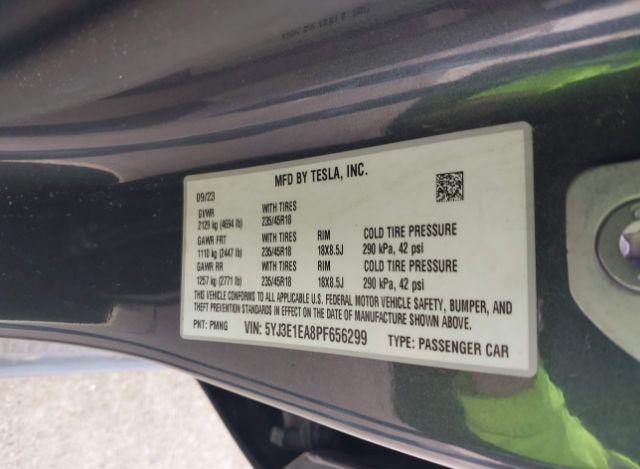 MFD BY TESLA, INC.
09/23
GVWR WITH TIRES
2129 kg (4694 lb) 235/45R18
GAWR FRT WITH TIRES RIM COLD TIRE PRESSURE
1110 kg (2447 lb) 235/45R18 18X8.5J 290 kPa, 42 psi
GAWR RR WITH TIRES RIM COLD TIRE PRESSURE
1257 kg (2771 lb) 235/45R18 18X8.5J 290 kPa, 42 psi
THIS VEHICLE CONFORMS TO ALL APPLICABLE U.S. FEDERAL MOTOR VEHICLE SAFETY, BUMPER, AND
THEFT PREVENTION STANDARDS IN EFFECT ON THE DATE OF MANUFACTURE SHOWN ABOVE.
PNT: PMNG VIN: 5YJ3E1EA8PF656299 TYPE: PASSENGER CAR